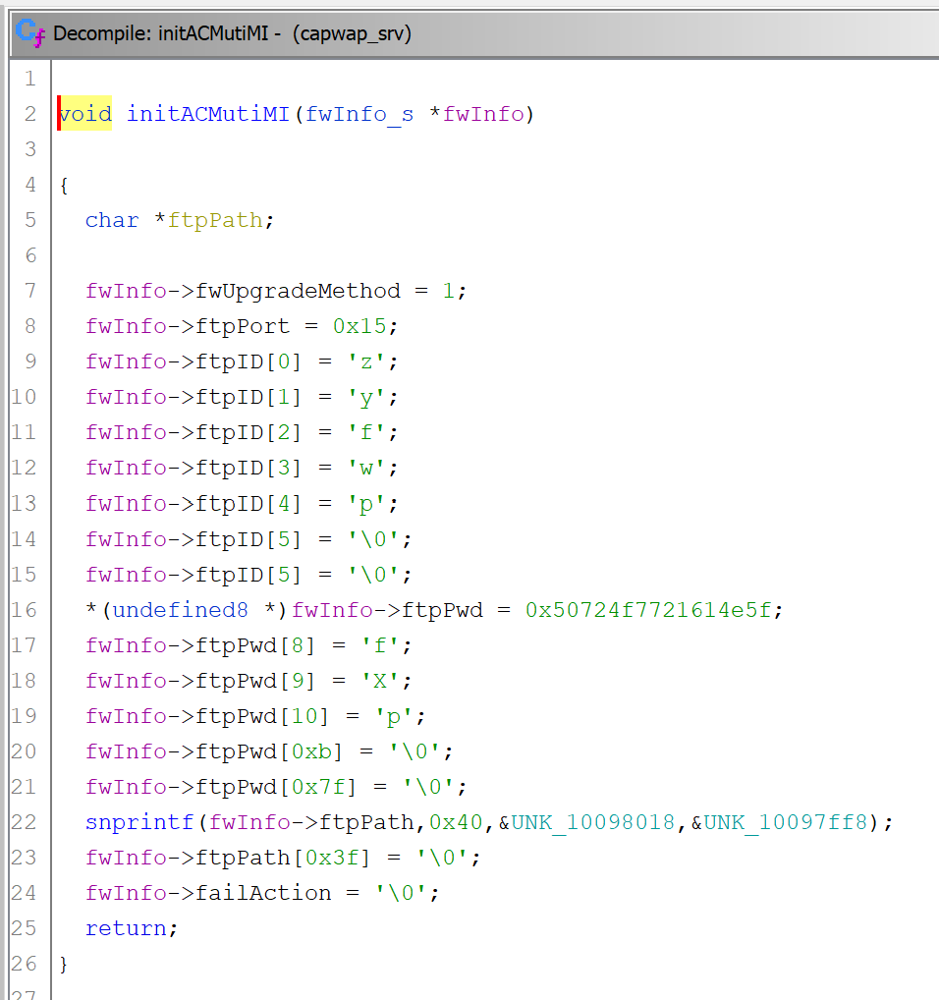 Decompile: initACMutiMI - (capwap_srv)
1
2 void initACMutiMI(fwInfo_s *fwInfo)
3
4 {
5 char *ftpPath;
6
7 fwInfo->fwUpgradeMethod = 1;
8 fwInfo->ftpPort = 0x15;
9 fwInfo->ftpID[0] = 'z';
10 fwInfo->ftpID[1] = 'y';
11 fwInfo->ftpID[2] = 'f';
12 fwInfo->ftpID[3] = 'w';
13 fwInfo->ftpID[4] = 'p';
14 fwInfo->ftpID[5] = '\0';
15 fwInfo->ftpID[5] = '\0';
16 *(undefined8 *)fwInfo->ftpPwd = 0x50724f7721614e5f;
17 fwInfo->ftpPwd[8] = 'f';
18 fwInfo->ftpPwd[9] = 'X';
19 fwInfo->ftpPwd[10] = 'p';
20 fwInfo->ftpPwd[0xb] = '\0';
21 fwInfo->ftpPwd[0x7f] = '\0';
22 snprintf(fwInfo->ftpPath,0x40,&UNK_10098018,&UNK_10097ff8);
23 fwInfo->ftpPath[0x3f] = '\0';
24 fwInfo->failAction = '\0';
25 return;
26 }
27